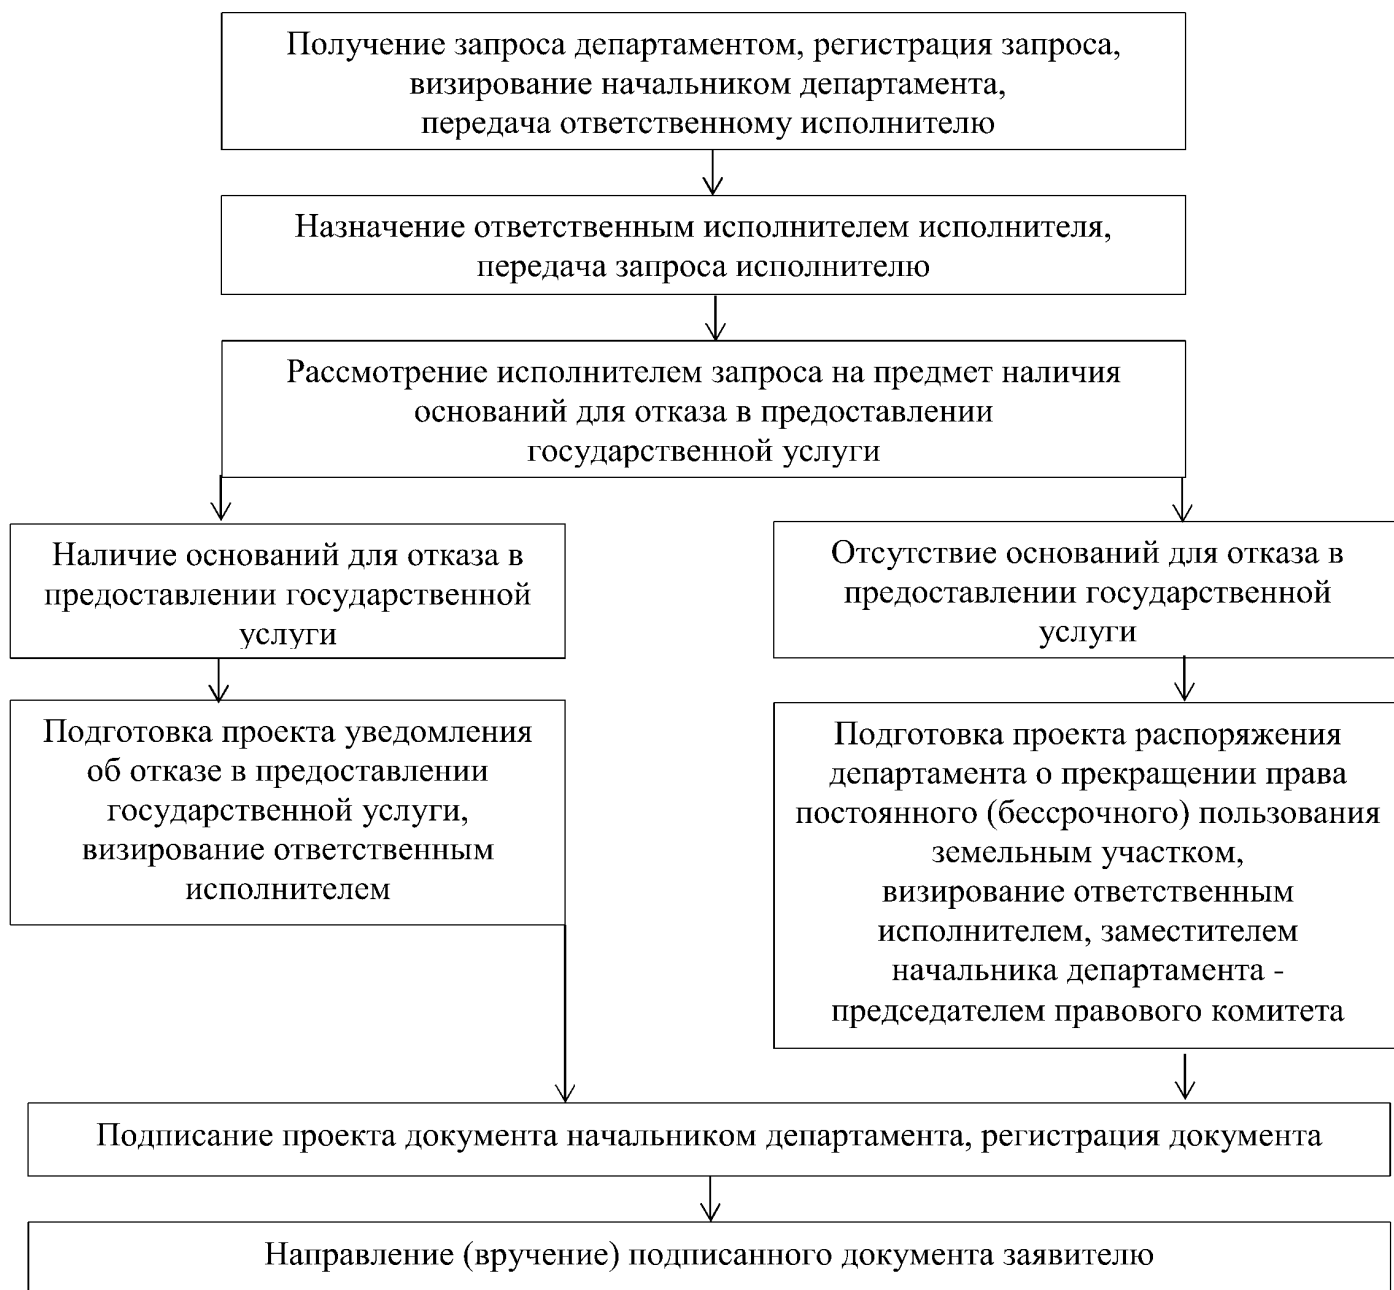 Получение запроса департаментом, регистрация запроса,
визирование начальником департамента,
передача ответственному исполнителю
Назначение ответственным исполнителем исполнителя,
передача запроса исполнителю
Рассмотрение исполнителем запроса на предмет наличия
оснований для отказа в предоставлении
государственной услуги
Наличие оснований для отказа в
предоставлении государственной
услуги
Отсутствие оснований для отказа в
предоставлении государственной
услуги
Подготовка проекта уведомления
об отказе в предоставлении
государственной услуги,
визирование ответственным
исполнителем
Подготовка проекта распоряжения
департамента о прекращении права
постоянного (бессрочного) пользования
земельным участком,
визирование ответственным
исполнителем, заместителем
начальника департамента -
председателем правового комитета
Подписание проекта документа начальником департамента, регистрация документа
Направление (вручение) подписанного документа заявителю